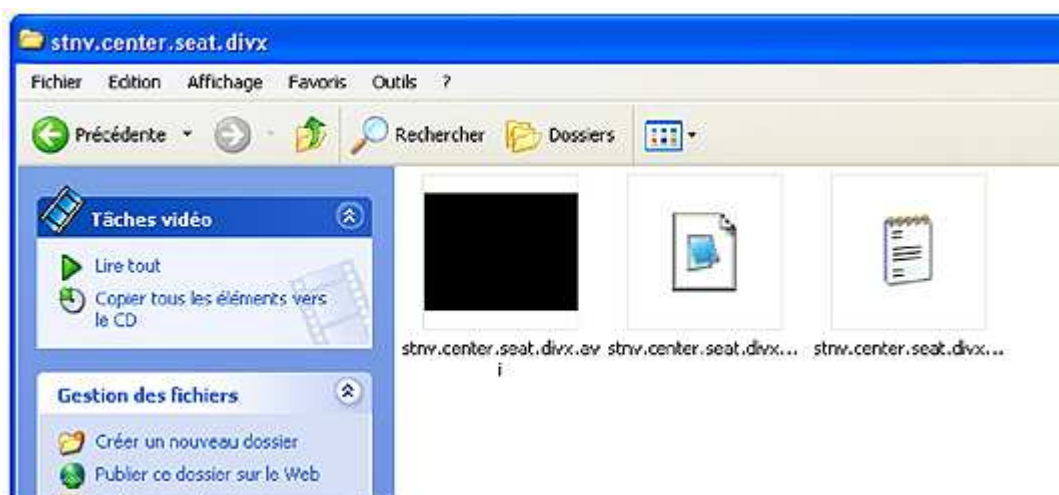 stnv.center.seat.divx
Fichier Edition Affichage Favoris Outils ?
Précédente Rechercher Dossiers
Tâches vidéo
Lire tout
Copier tous les éléments vers
le CD
Gestion des fichiers
Créer un nouveau dossier
Publier ce dossier sur le Web
stnv.center.seat.divx.av
i
stnv.center.seat.divx...
stnv.center.seat.divx...